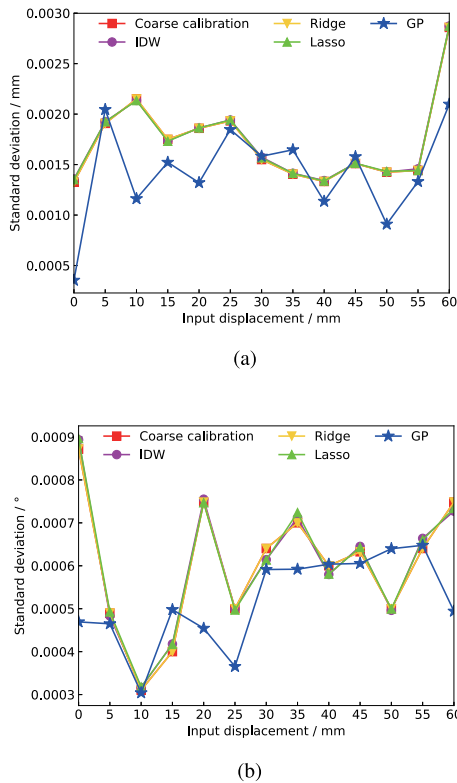 0.0030
0.0025
0.0020
0.0015
0.0010
0.0005
Standard deviation / mm
Coarse calibration
IDW
Ridge
Lasso
GP
0 5 10 15 20 25 30 35 40 45 50 55 60
Input displacement / mm
(a)
0.0009
0.0008
0.0007
0.0006
0.0005
0.0004
0.0003
Standard deviation / °
Coarse calibration
IDW
Ridge
Lasso
GP
0 5 10 15 20 25 30 35 40 45 50 55 60
Input displacement / mm
(b)